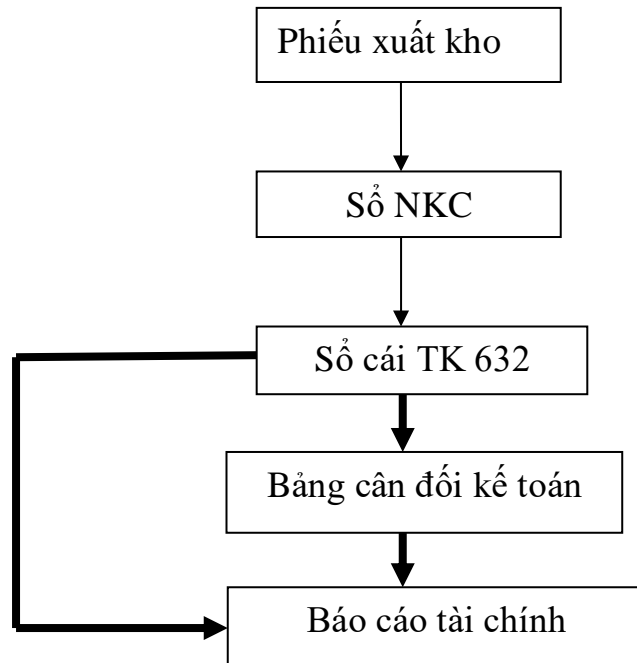 Phiếu xuất kho
Sổ NKC
Sổ cái TK 632
Bảng cân đối kế toán
Báo cáo tài chính